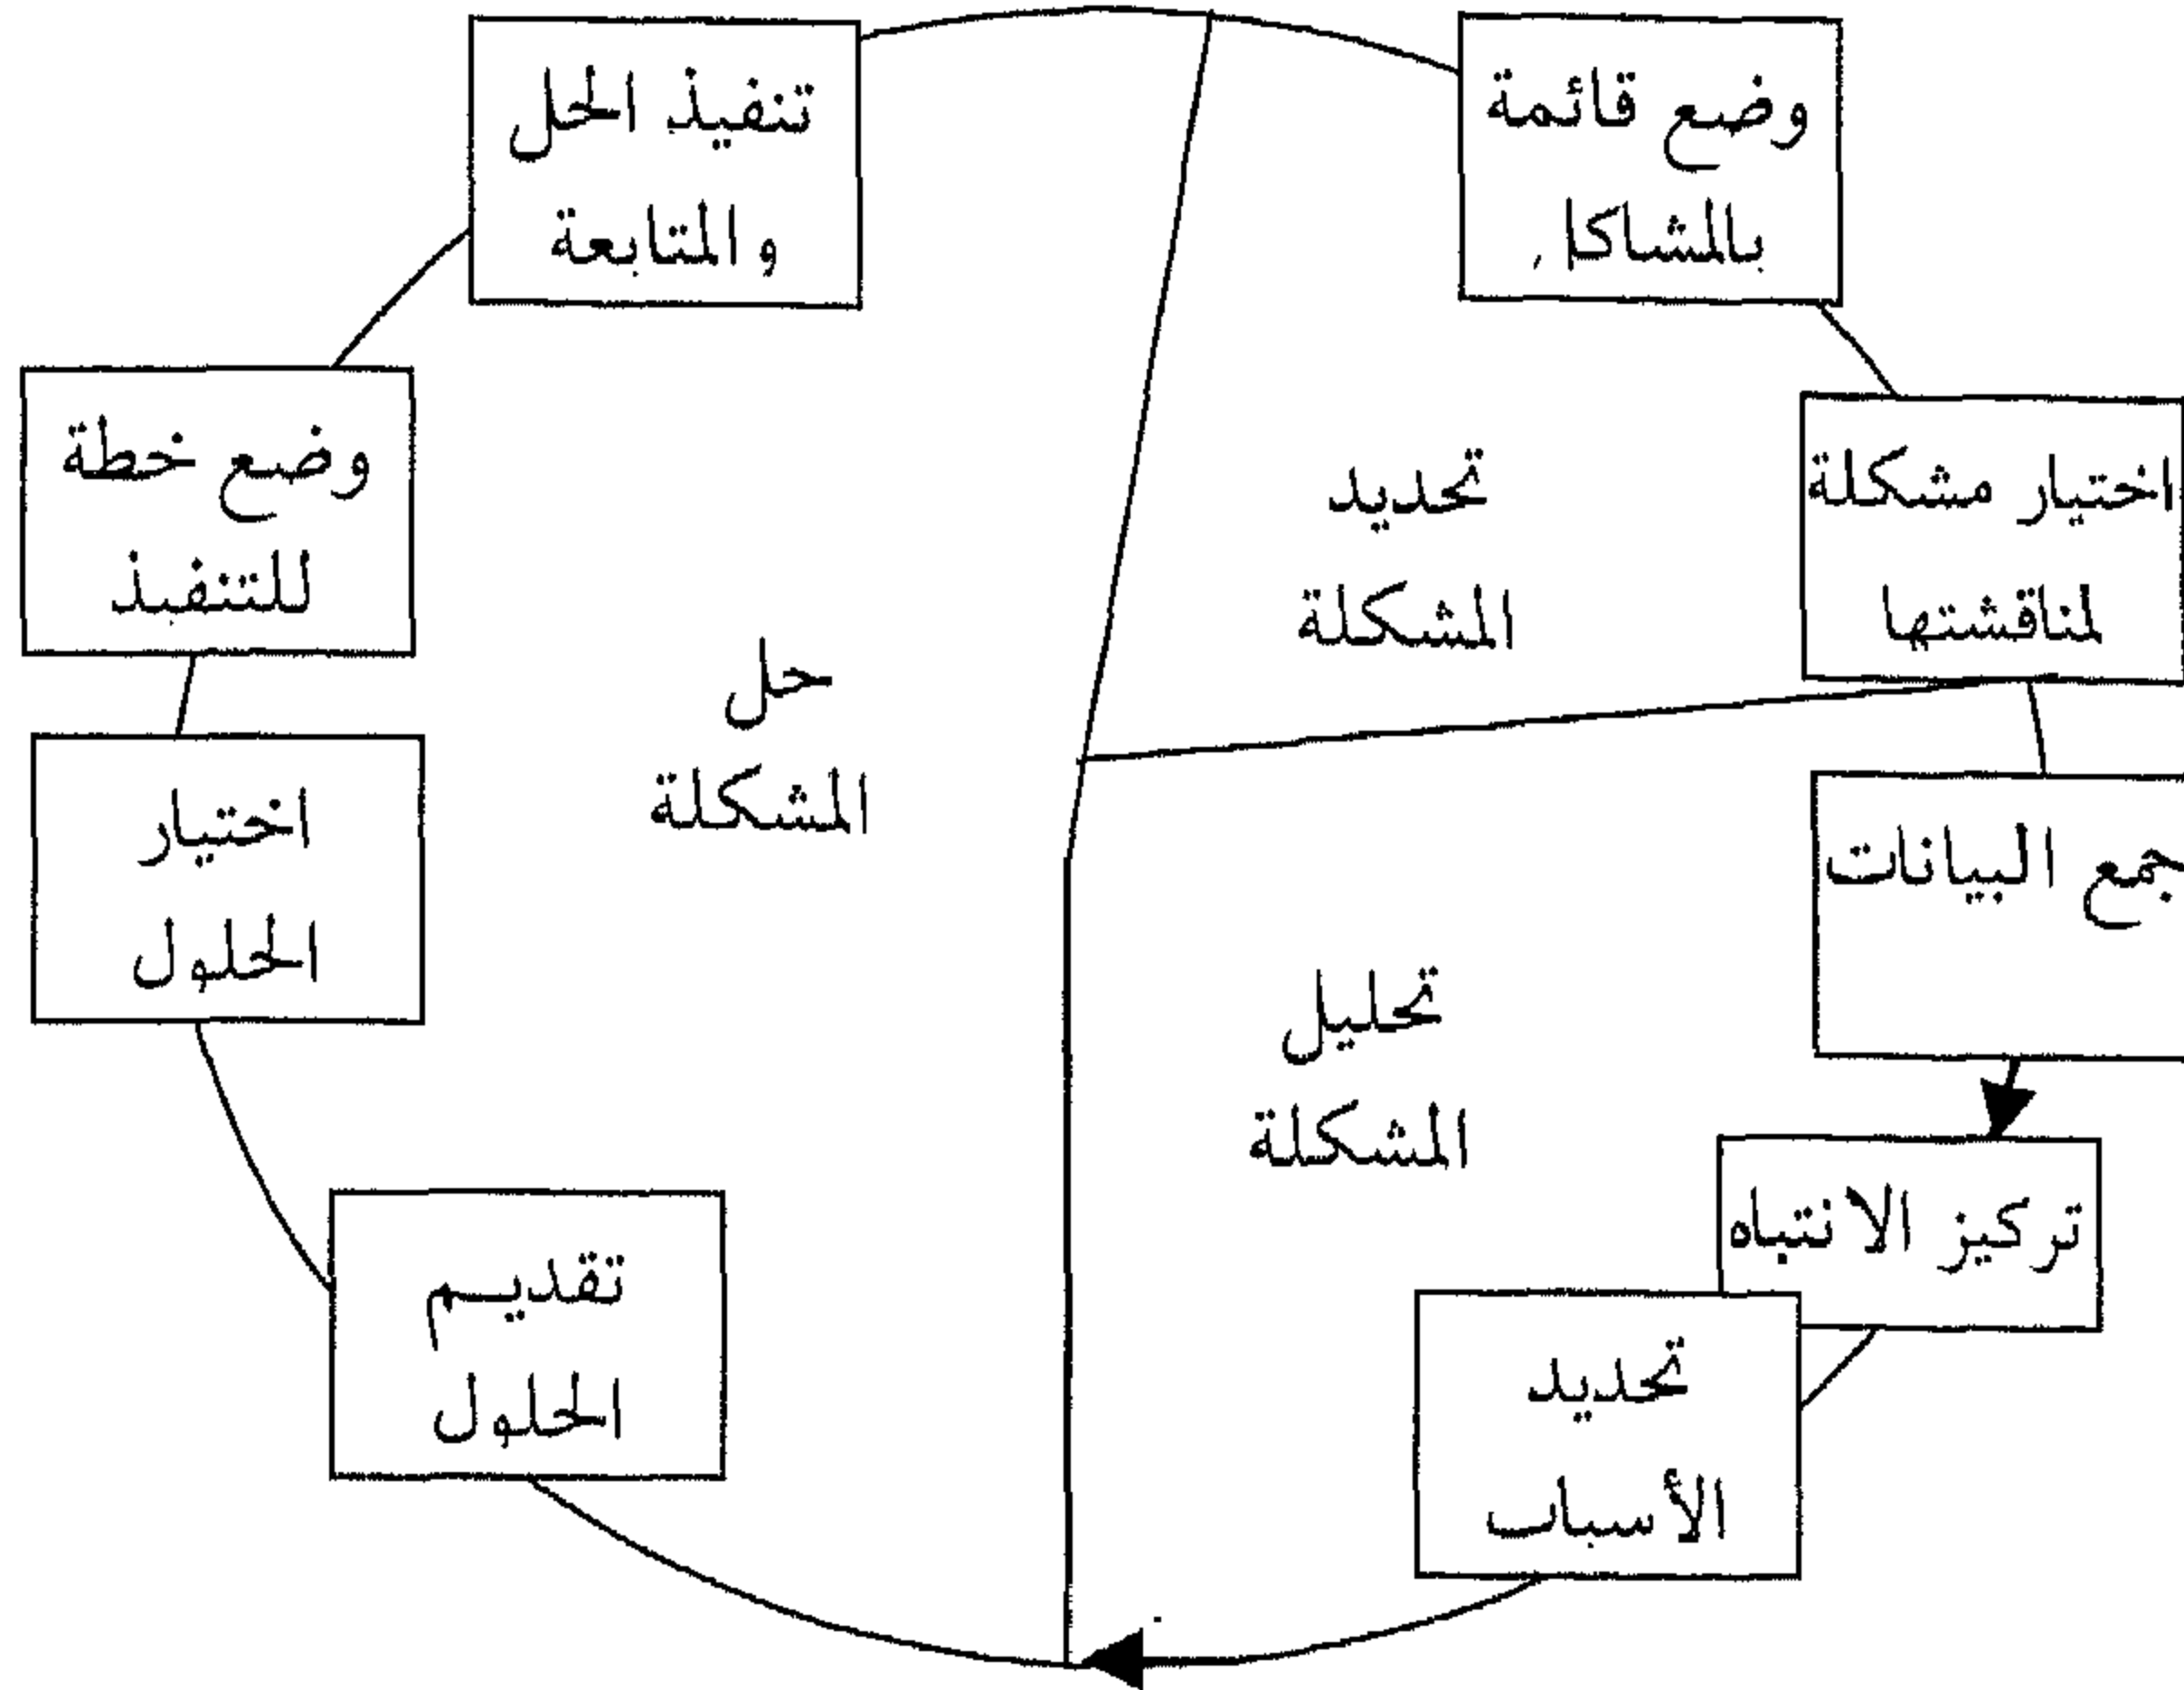 وضع قائمة
بالمشاكل
اختيار مشكلة
لمناقشتها
جمع البيانات
تركيز الانتباه
تحديد
الأسباب
تقديم
الحلول
اختيار
الحلول
وضع خطة
للتنفيذ
تنفيذ الحل
والمتابعة
تحديد
المشكلة
تحليل
المشكلة
حل
المشكلة